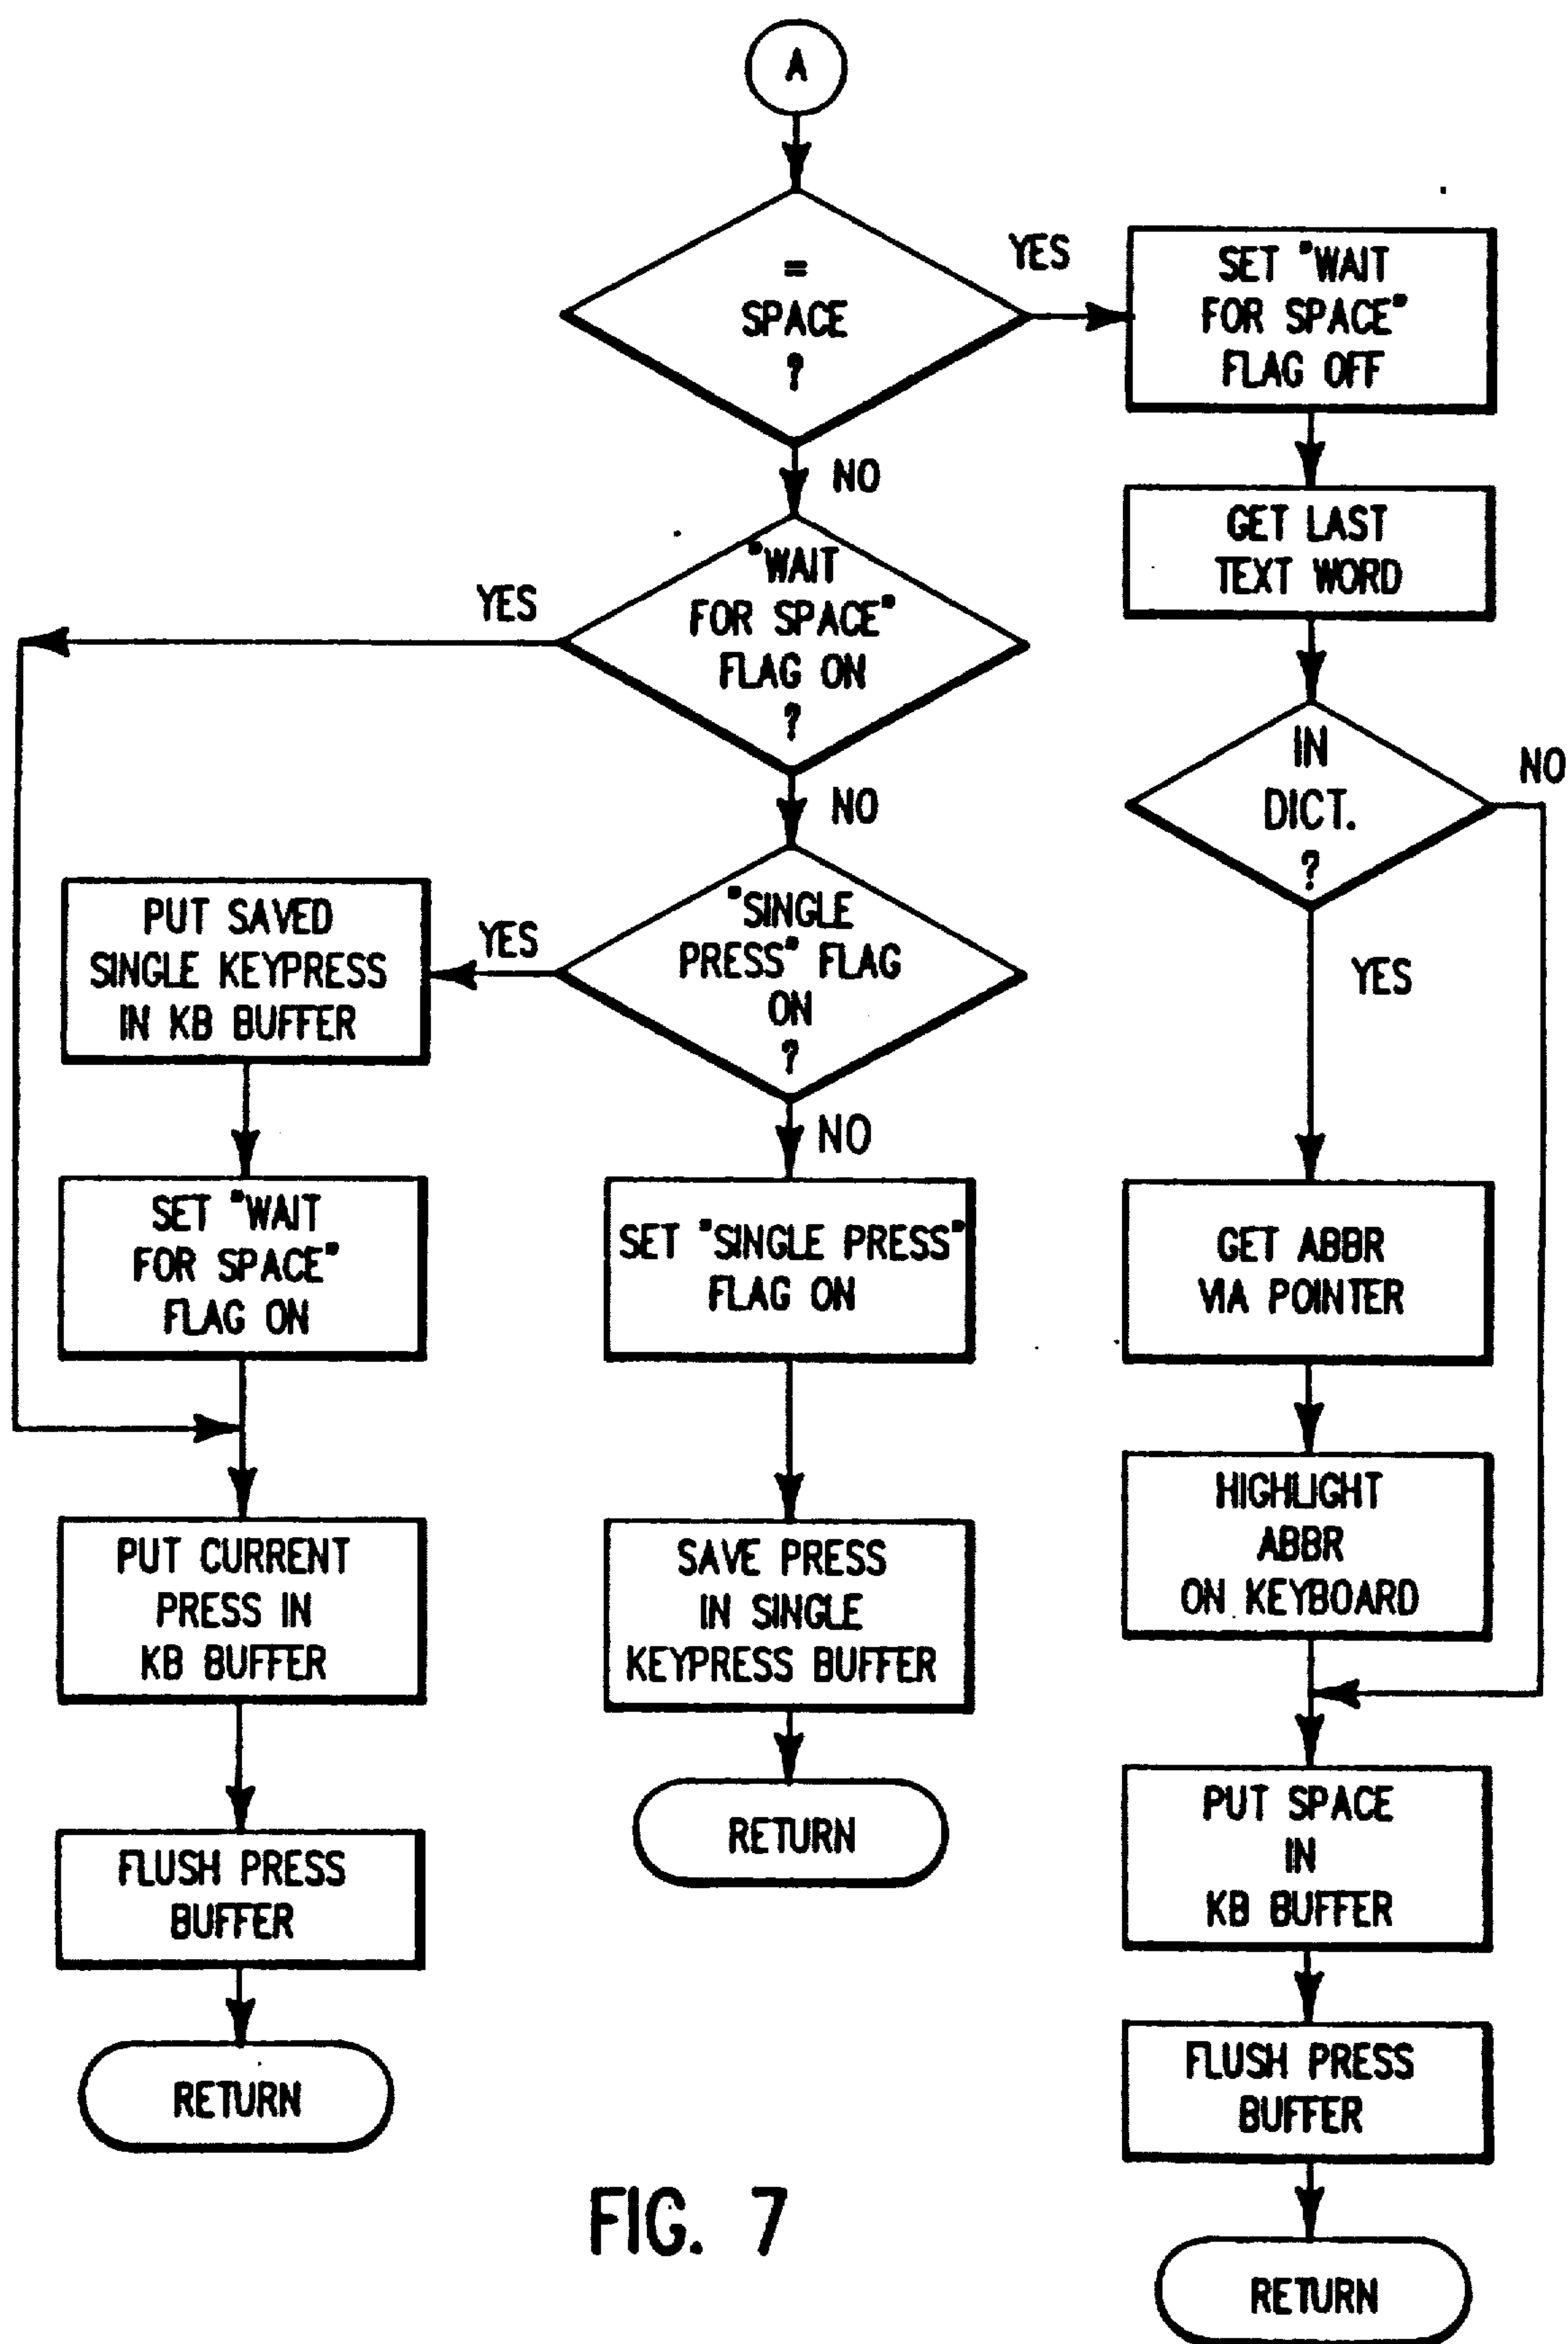 A
=
SPACE
?
YES
SET "WAIT
FOR SPACE"
FLAG OFF
NO
GET LAST
TEXT WORD
"WAIT
FOR SPACE"
FLAG ON
?
YES
NO
IN
DICT.
?
NO
YES
"SINGLE
PRESS" FLAG
ON
?
YES
NO
PUT SAVED
SINGLE KEYPRESS
IN KB BUFFER
SET "WAIT
FOR SPACE"
FLAG ON
SET "SINGLE PRESS"
FLAG ON
GET ABBR
VIA POINTER
HIGHLIGHT
ABBR
ON KEYBOARD
PUT CURRENT
PRESS IN
KB BUFFER
SAVE PRESS
IN SINGLE
KEYPRESS BUFFER
PUT SPACE
IN
KB BUFFER
FLUSH PRESS
BUFFER
RETURN
RETURN
FLUSH PRESS
BUFFER
RETURN
FIG. 7